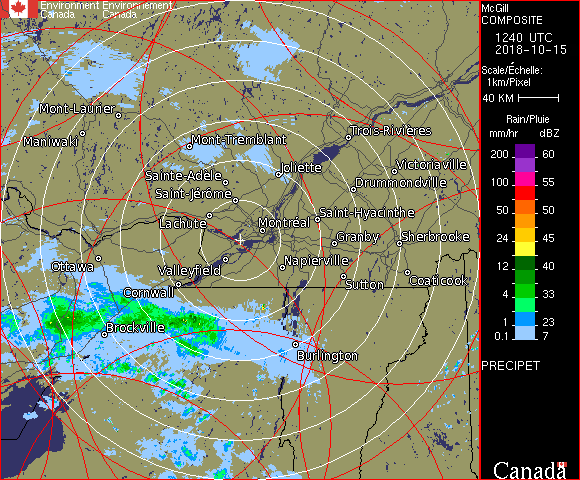 Environment Environnement
Canada Canada
McGill
COMPOSITE
1240 UTC
2018-10-15
Scale/Échelle:
1km/Pixel
40 KM
Rain/Pluie
mm/hr dBZ
200 60
100 55
50 50
24 45
12 40
4 33
1 23
0.1 7
PRECIPET
Canada
Mont-Laurier
Maniwaki
Mont-Tremblant
Trois-Rivières
Joliette
Victoriaville
Sainte-Adèle
Drummondville
Saint-Jérôme
Lachute
Saint-Hyacinthe
Montréal
Granby
Sherbrooke
Ottawa
Valleyfield
Napierville
Cornwall
Sutton
Coaticook
Brockville
Burlington